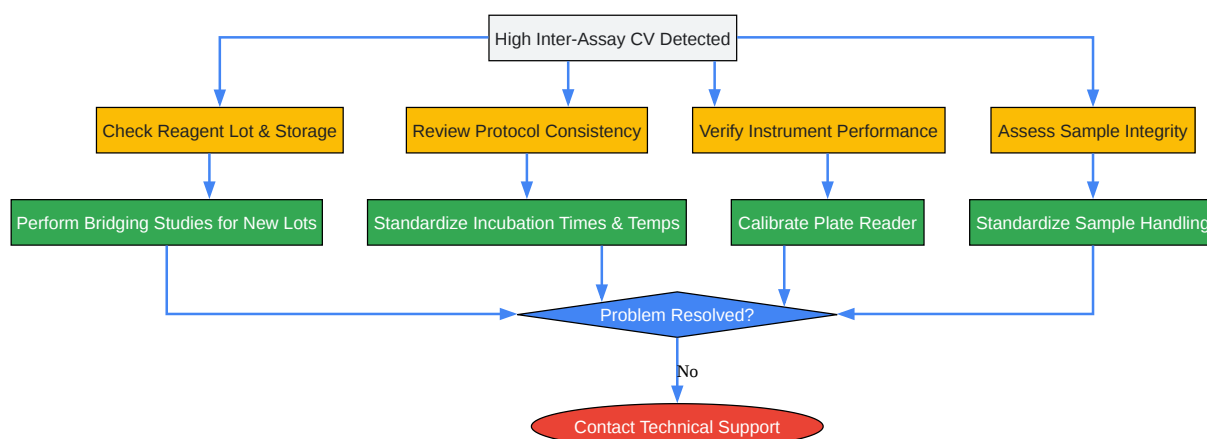 High Inter-Assay CV Detected
Check Reagent Lot & Storage
Review Protocol Consistency
Verify Instrument Performance
Assess Sample Integrity
Perform Bridging Studies for New Lots
Standardize Incubation Times & Temps
Calibrate Plate Reader
Standardize Sample Handling
Problem Resolved?
No
Contact Technical Support